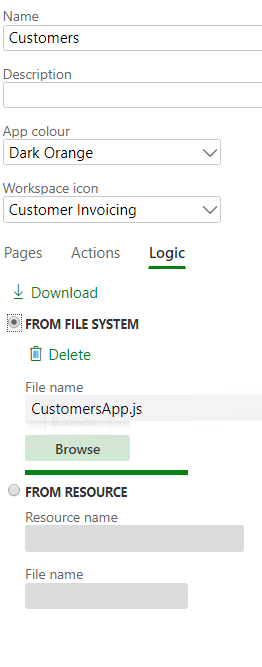 Name
Customers
Description
App colour
Dark Orange
Workspace icon
Customer Invoicing
Pages Actions Logic
Download
FROM FILE SYSTEM
Delete
File name
CustomersApp.js
Browse
Browse
FROM RESOURCE
Resource name
File name